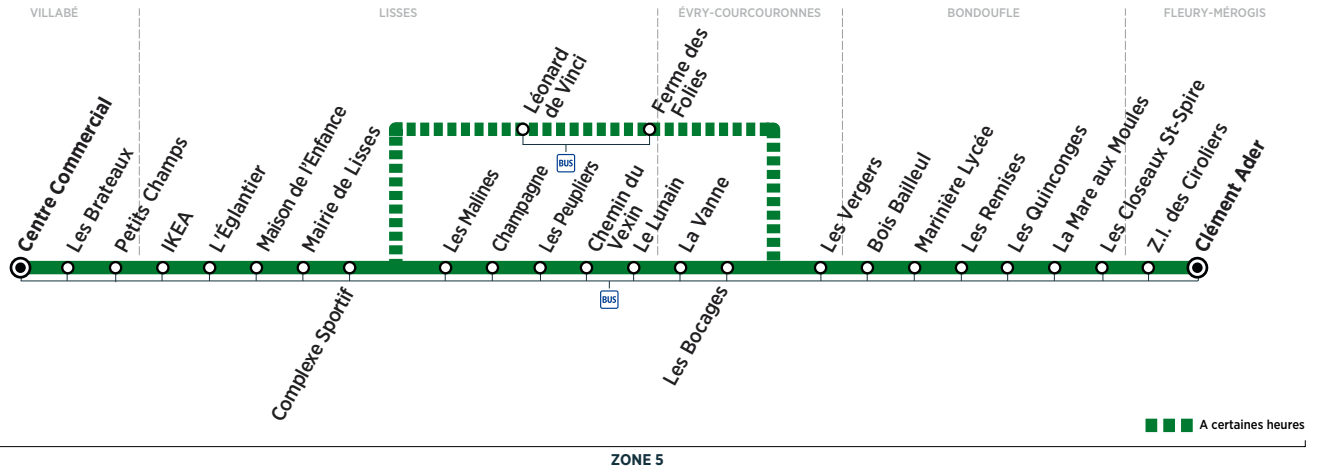 VILLABÉ
LISSES
ÉVRY-COURCOURONNES
BONDOUFLE
FLEURY-MÉROGIS
Léonard
de Vinci
Ferme des
Folies
BUS
Centre Commercial
Les Brateaux
Petits Champs
IKEA
L'Églantier
Maison de l'Enfance
Mairie de Lisses
Complexe Sportif
Les Malines
Champagne
Les Peupliers
Chemin du
Vexin
Le Lunain
La Vanne
Les Bocages
Les Vergers
Bois Bailleul
Marinière Lycée
Les Remises
Les Quinconges
La Mare aux Moules
Les Closeaux St-Spire
Z.I. des Ciroliers
Clément Ader
BUS
A certaines heures
ZONE 5